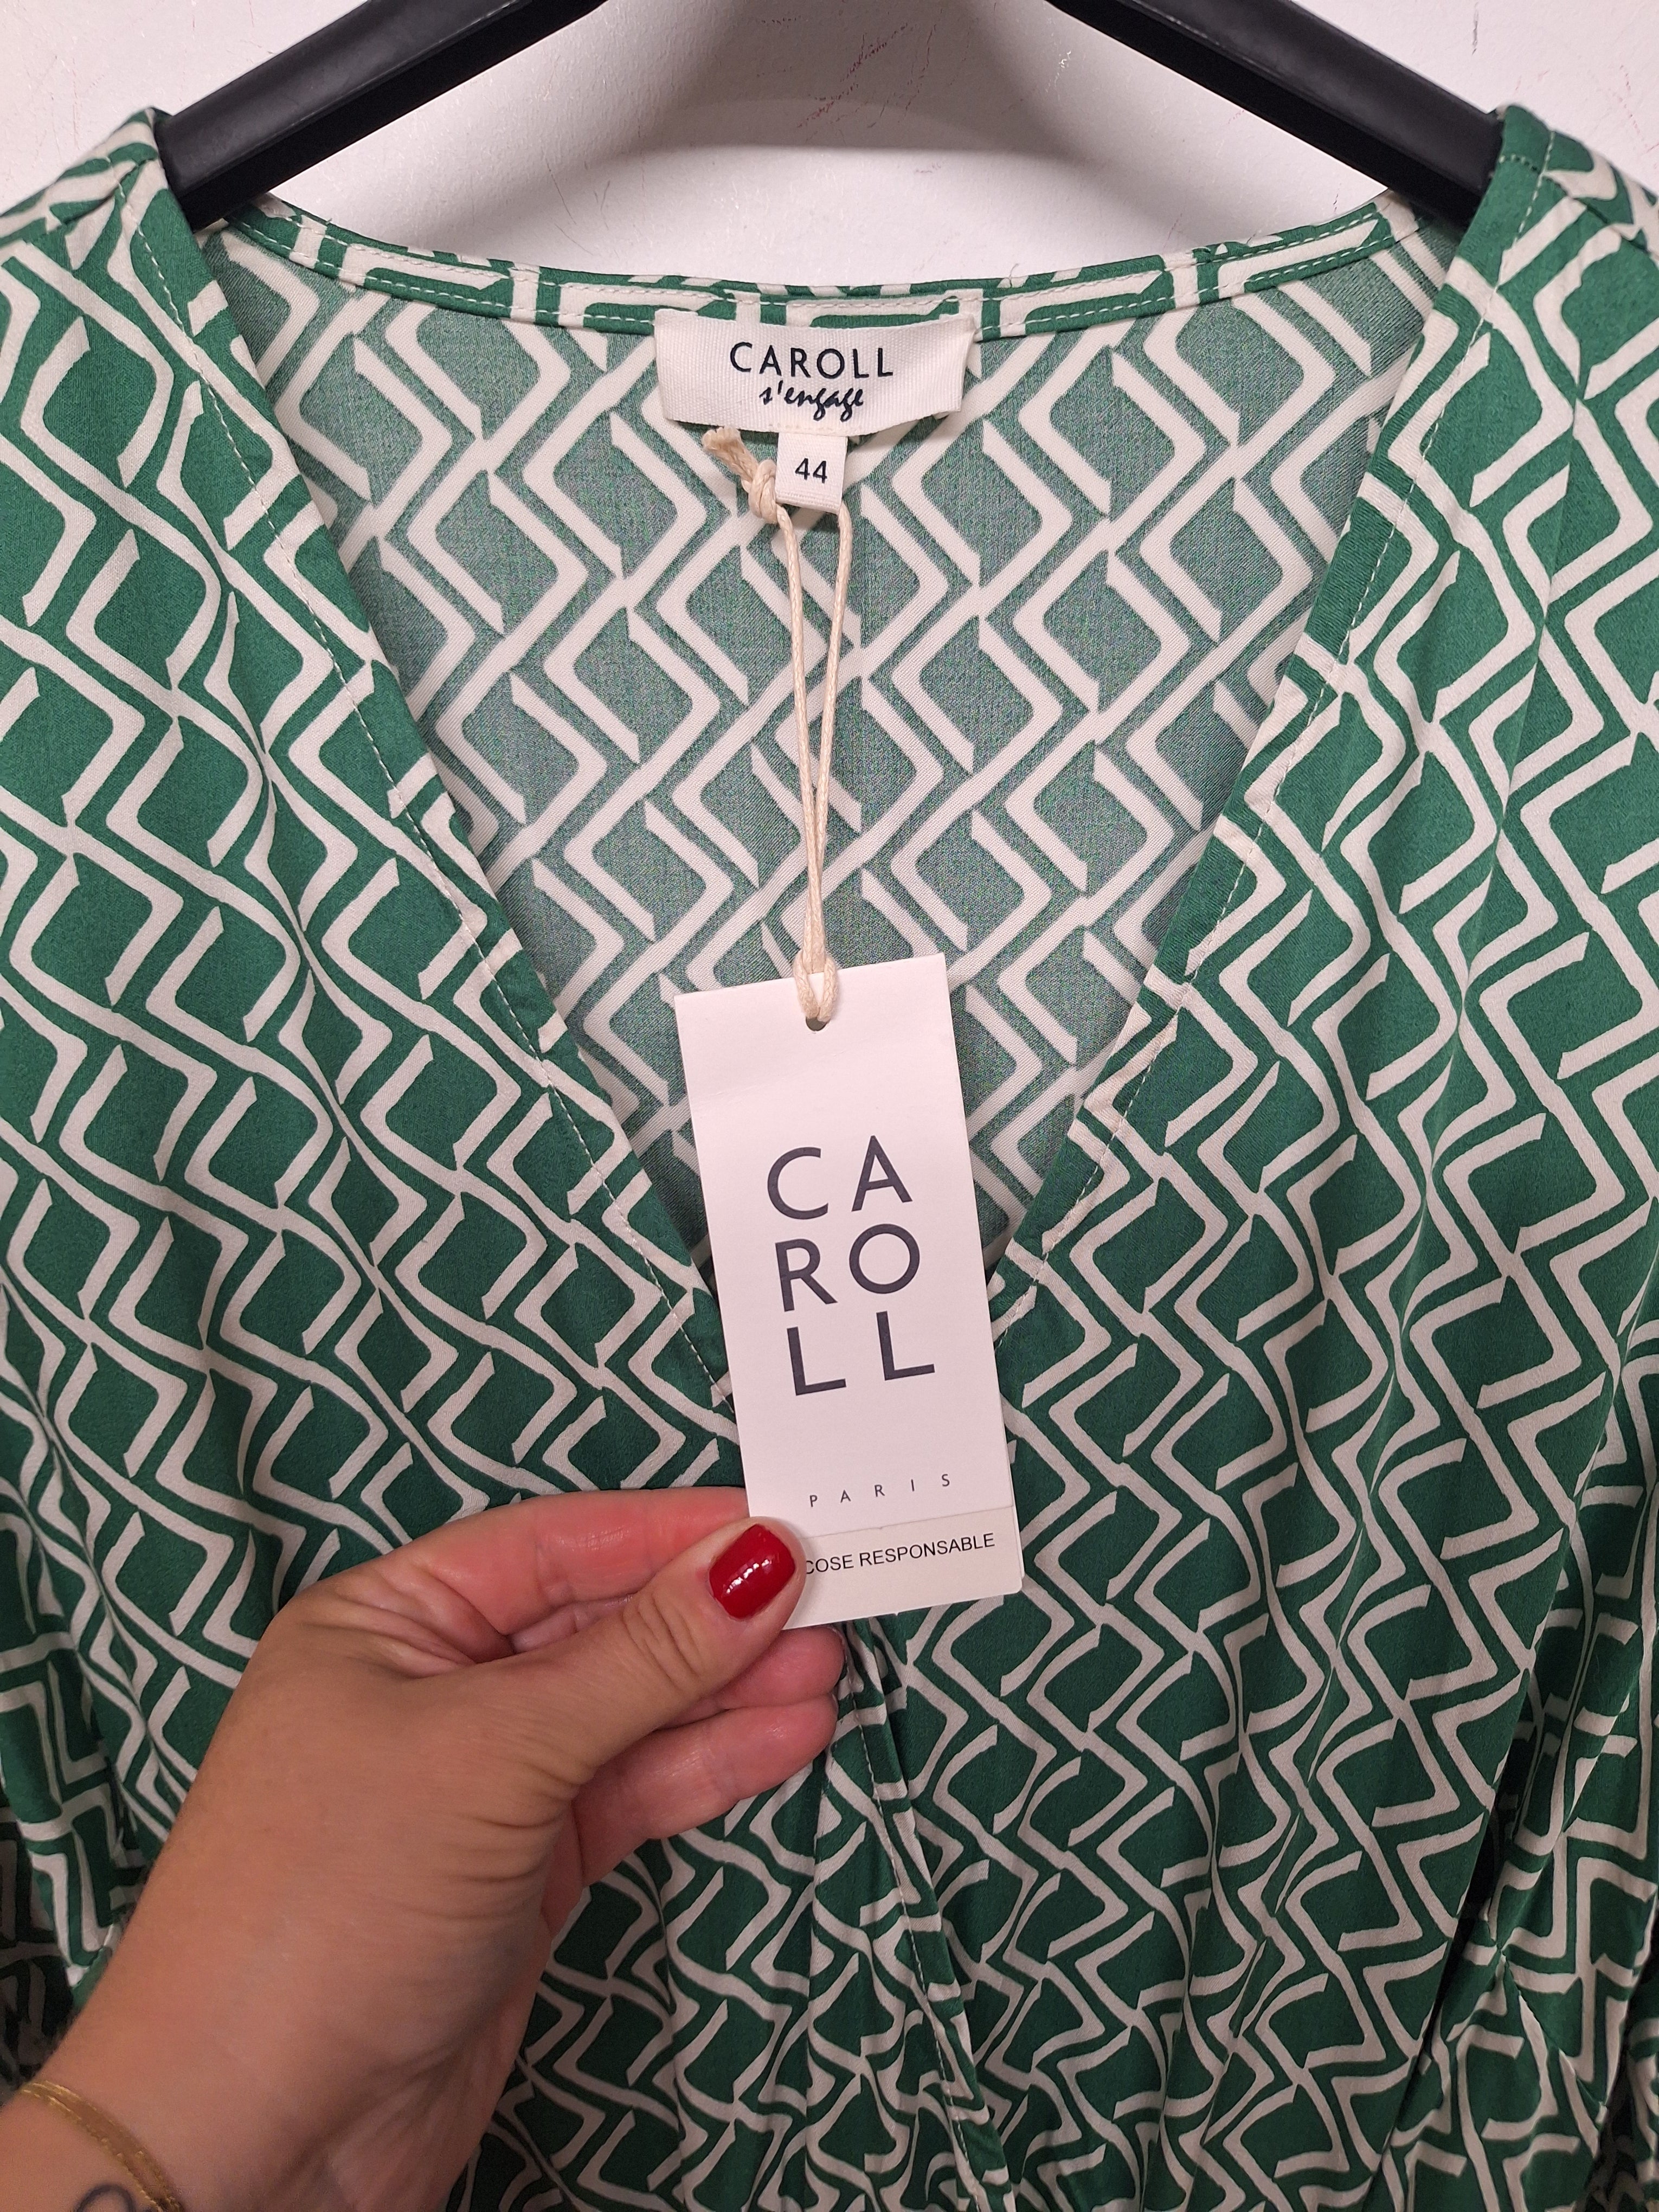 CAROLL
s'engage
44
CA
RO
LL
PARIS
COSE RESPONSABLE